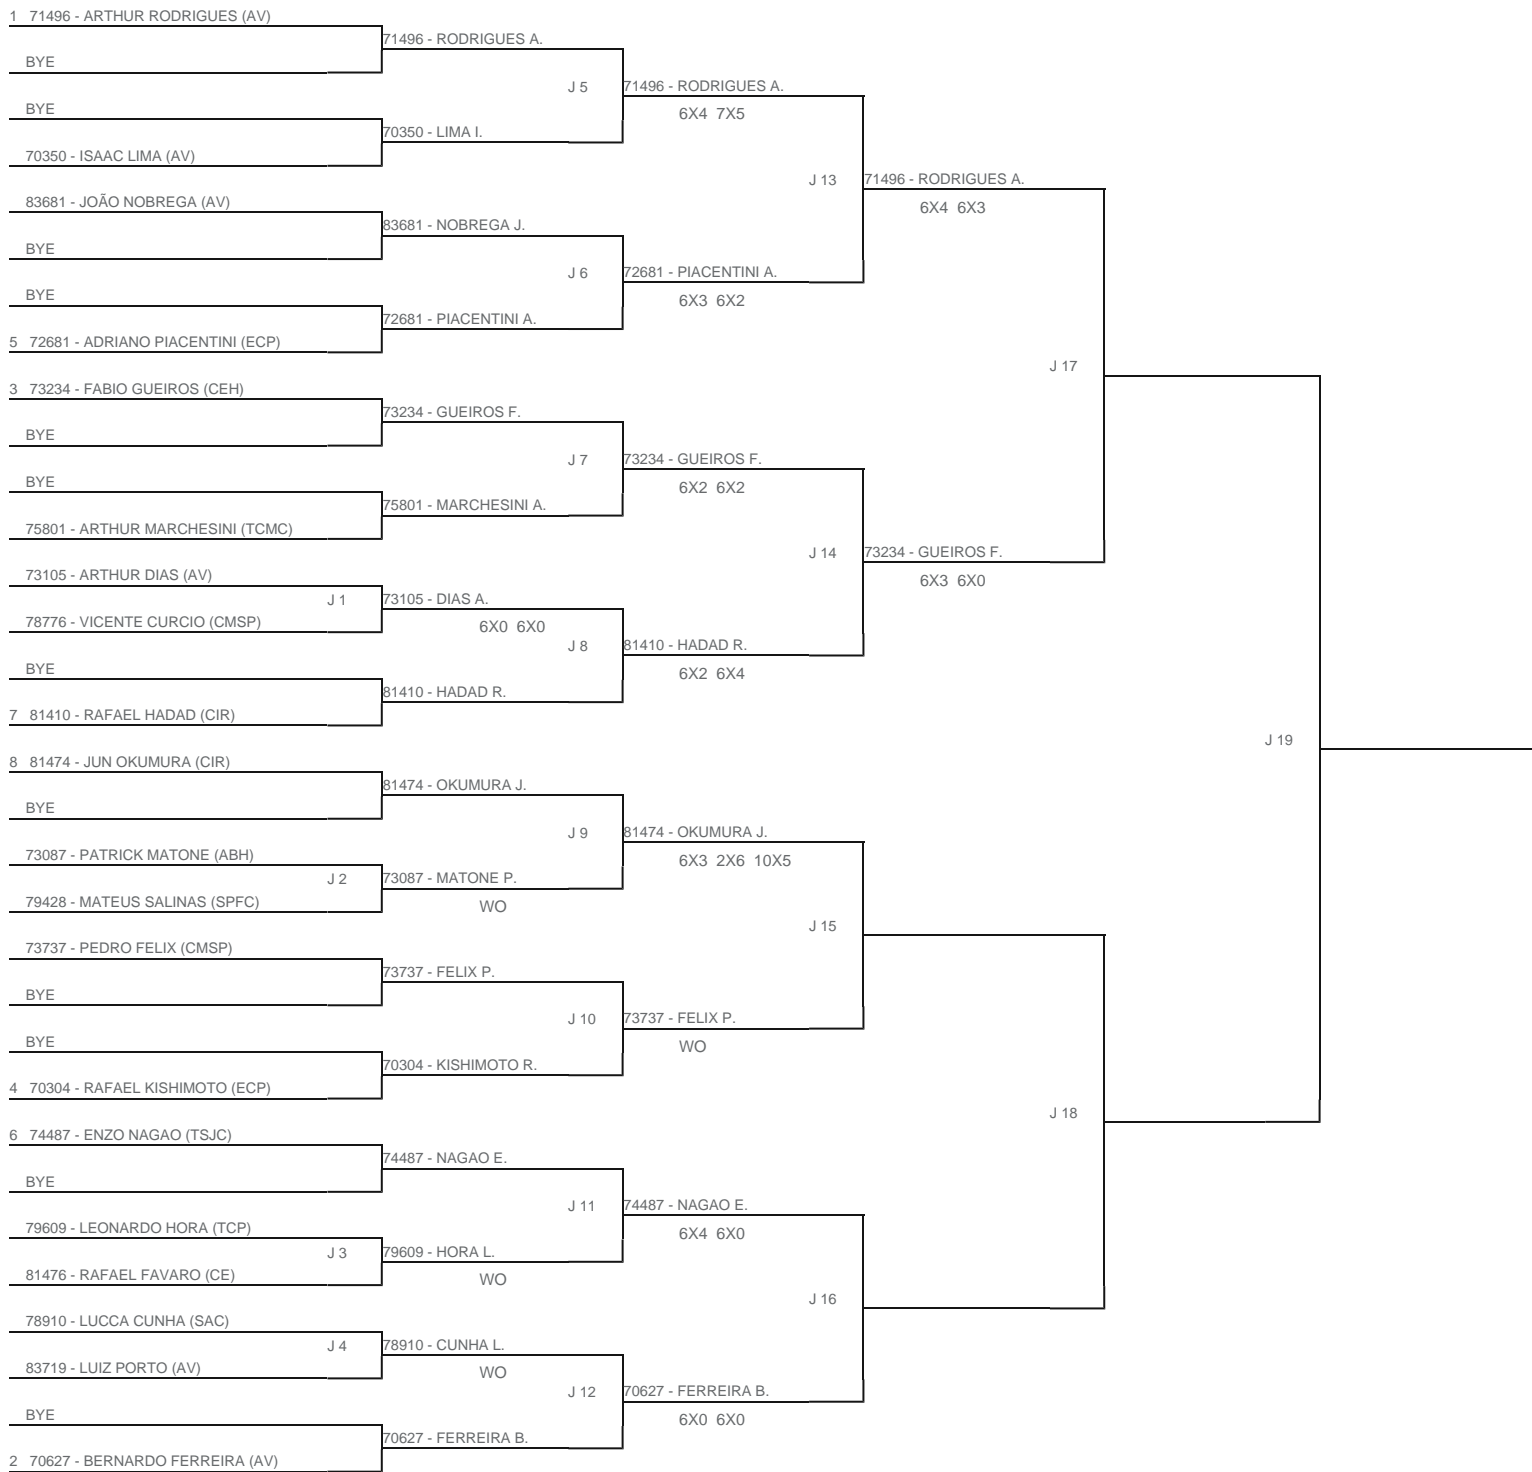 1 71496 - ARTHUR RODRIGUES (AV)
BYE
BYE
70350 - ISAAC LIMA (AV)
83681 - JOÃO NOBREGA (AV)
BYE
BYE
5 72681 - ADRIANO PIACENTINI (ECP)
3 73234 - FABIO GUEIROS (CEH)
BYE
BYE
75801 - ARTHUR MARCHESINI (TCMC)
73105 - ARTHUR DIAS (AV)
J 1
78776 - VICENTE CURCIO (CMSP)
BYE
7 81410 - RAFAEL HADAD (CIR)
8 81474 - JUN OKUMURA (CIR)
BYE
73087 - PATRICK MATONE (ABH)
J 2
79428 - MATEUS SALINAS (SPFC)
73737 - PEDRO FELIX (CMSP)
BYE
BYE
4 70304 - RAFAEL KISHIMOTO (ECP)
6 74487 - ENZO NAGAO (TSJC)
BYE
79609 - LEONARDO HORA (TCP)
J 3
81476 - RAFAEL FAVARO (CE)
78910 - LUCCA CUNHA (SAC)
J 4
83719 - LUIZ PORTO (AV)
BYE
2 70627 - BERNARDO FERREIRA (AV)
71496 - RODRIGUES A.
J 5
70350 - LIMA I.
83681 - NOBREGA J.
J 6
72681 - PIACENTINI A.
73234 - GUEIROS F.
J 7
75801 - MARCHESINI A.
73105 - DIAS A.
6X0 6X0
J 8
81410 - HADAD R.
81474 - OKUMURA J.
J 9
73087 - MATONE P.
WO
73737 - FELIX P.
J 10
70304 - KISHIMOTO R.
74487 - NAGAO E.
J 11
79609 - HORA L.
WO
78910 - CUNHA L.
WO
J 12
70627 - FERREIRA B.
71496 - RODRIGUES A.
6X4 7X5
J 13
72681 - PIACENTINI A.
6X3 6X2
73234 - GUEIROS F.
6X2 6X2
J 14
81410 - HADAD R.
6X2 6X4
81474 - OKUMURA J.
6X3 2X6 10X5
J 15
73737 - FELIX P.
WO
74487 - NAGAO E.
6X4 6X0
J 16
70627 - FERREIRA B.
6X0 6X0
71496 - RODRIGUES A.
6X4 6X3
J 17
73234 - GUEIROS F.
6X3 6X0
J 18
J 19